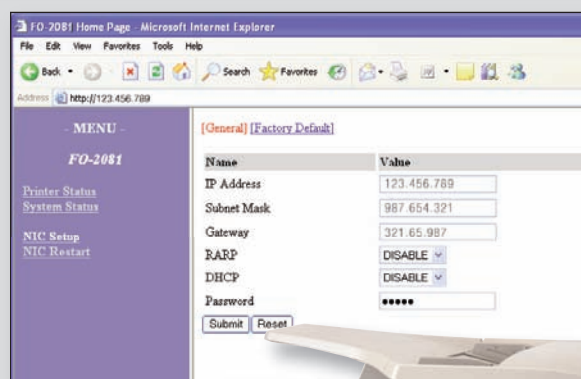 FO-2081 Home Page - Microsoft Internet Explorer
File Edit View Favorites Tools Help
Back Search Favorites
Address http://123.456.789
- MENU -
FO-2081
Printer Status
System Status
NIC Setup
NIC Restart
[General] [Factory Default]
Name Value
IP Address 123.456.789
Subnet Mask 987.654.321
Gateway 321.65.987
RARP DISABLE
DHCP DISABLE
Password •••••
Submit Reset